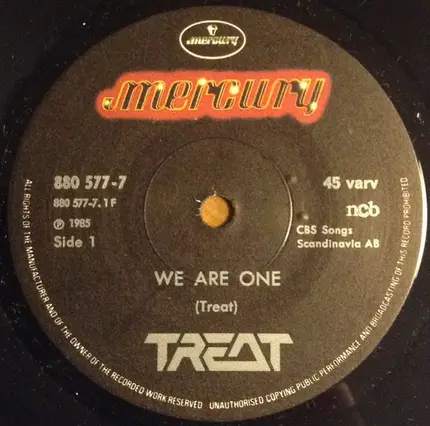 mercury
mercury
880 577-7
880 577-7.1F
℗ 1985
Side 1
45 varv
ncb
CBS Songs
Scandinavia AB
WE ARE ONE
(Treat)
TREAT
ALL RIGHTS OF THE MANUFACTURER AND OF THE OWNER OF THE RECORDED WORK RESERVED UNAUTHORISED COPYING PUBLIC PERFORMANCE AND BROADCASTING OF THIS RECORD PROHIBITED